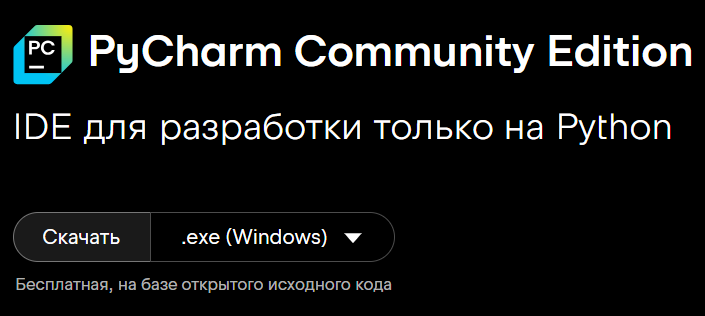 PC
PyCharm Community Edition
IDE для разработки только на Python
Скачать .exe (Windows)
Бесплатная, на базе открытого исходного кода